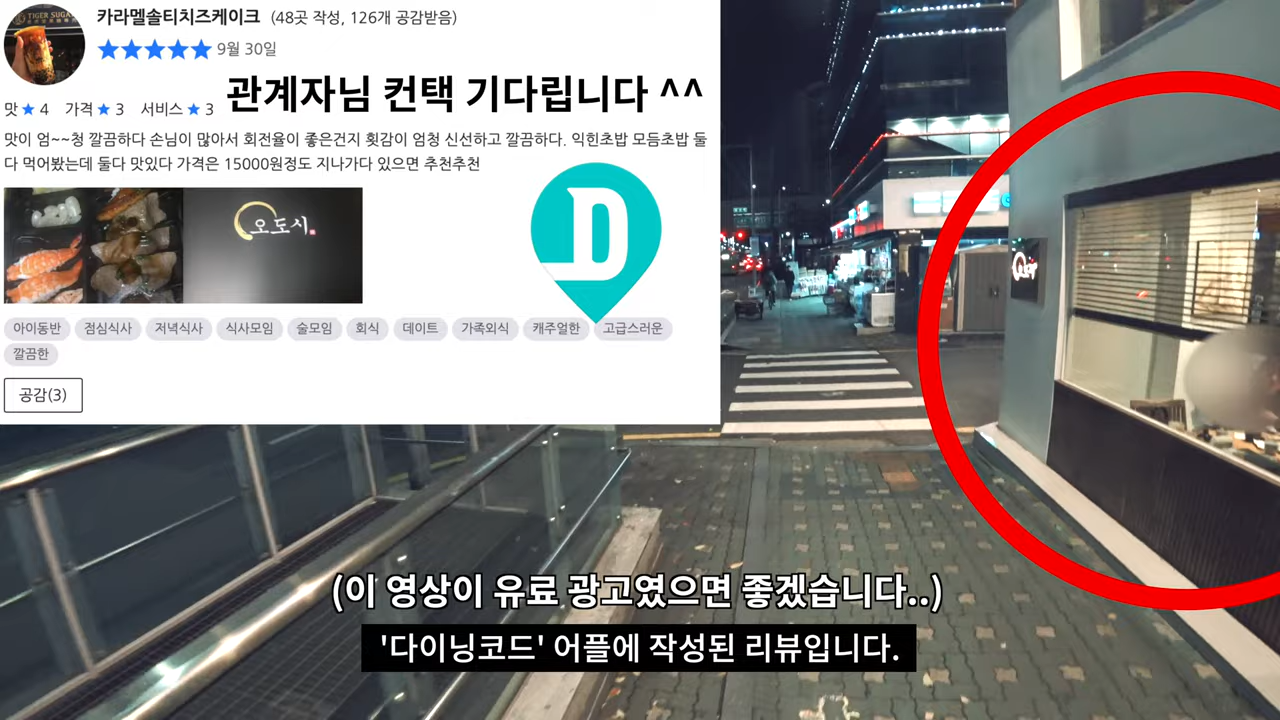 TIGER SUGAR
카라멜솔티치즈케이크 (48곳 작성, 126개 공감받음)
9월 30일
관계자님 컨택 기다립니다 ^^
맛 ★ 4 가격 ★ 3 서비스 ★ 3
맛이 엄~~청 깔끔하다 손님이 많아서 회전율이 좋은건지 횟감이 엄청 신선하고 깔끔하다. 익힌초밥 모듬초밥 둘
다 먹어봤는데 둘다 맛있다 가격은 15000원정도 지나가다 있으면 추천추천
오도시
D
아이동반 점심식사 저녁식사 식사모임 술모임 회식 데이트 가족외식 캐주얼한 고급스러운
깔끔한
공감(3)
(이 영상이 유료 광고였으면 좋겠습니다..)
'다이닝코드' 어플에 작성된 리뷰입니다.